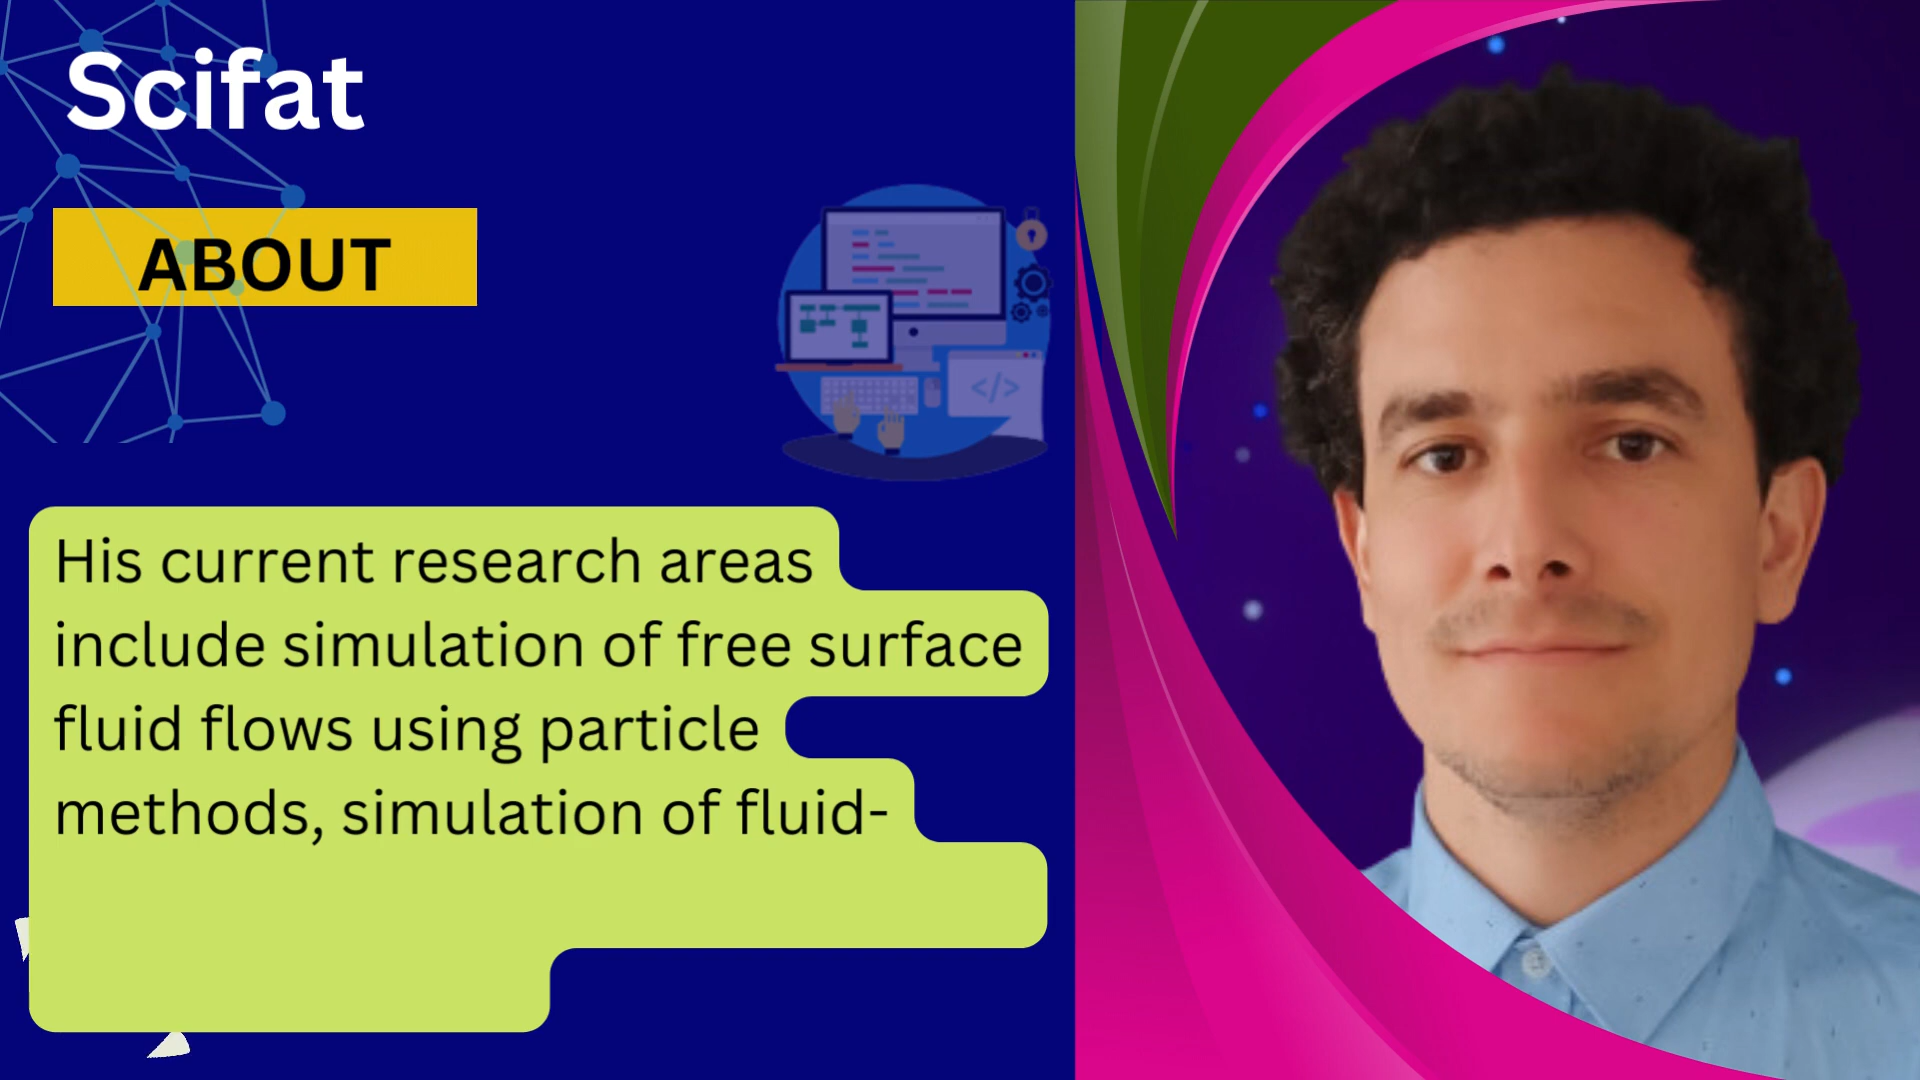 Scifat
ABOUT
His current research areas
include simulation of free surface
fluid flows using particle
methods, simulation of fluid-